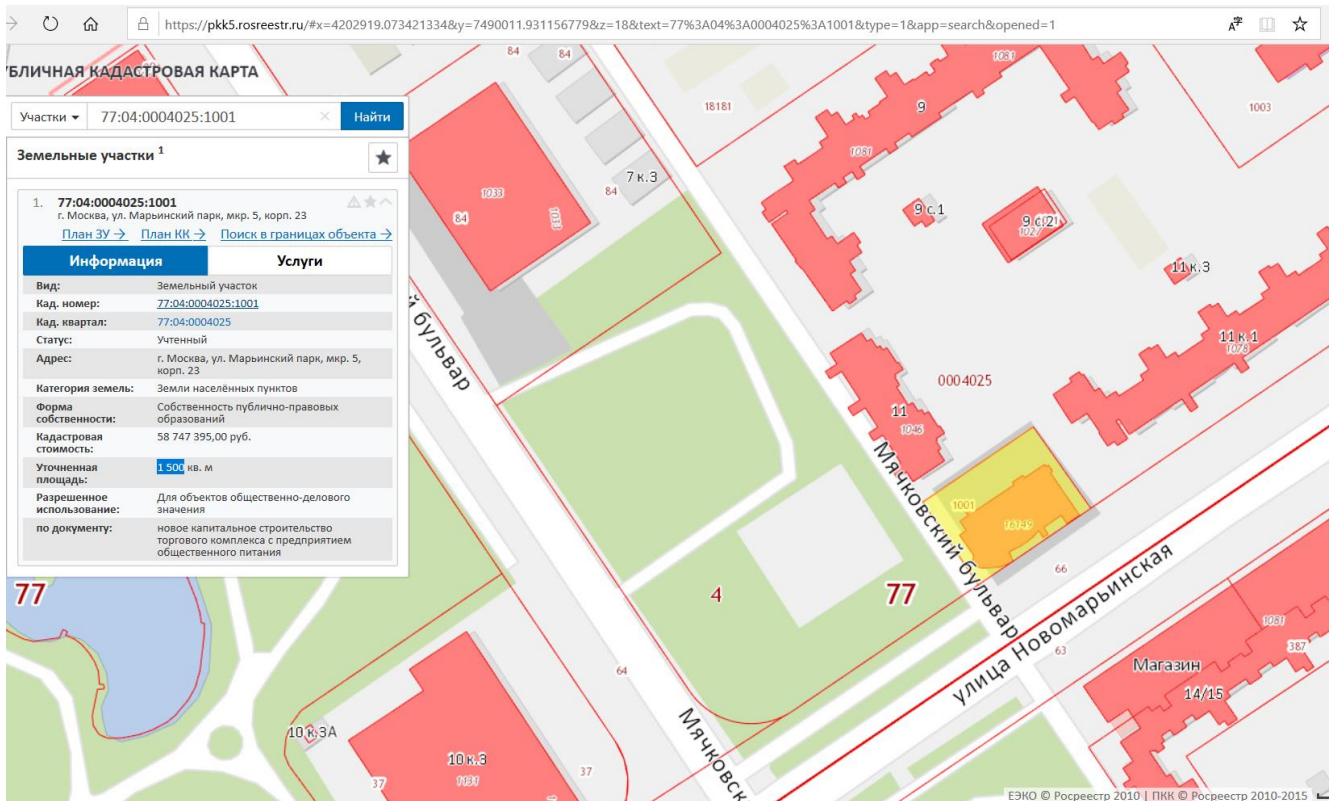 https://pkk5.rosreestr.ru/#x=4202919.073421334&y=7490011.931156779&z=18&text=77%3A04%3A0004025%3A1001&type=1&app=search&opened=1
БЛИЧНАЯ КАДАСТРОВАЯ КАРТА
Участки 77:04:0004025:1001 Найти
Земельные участки 1
1. 77:04:0004025:1001
г. Москва, ул. Марьинский парк, мкр. 5, корп. 23
План ЗУ → План КК → Поиск в границах объекта →
Информация Услуги
Вид: Земельный участок
Кад. номер: 77:04:0004025:1001
Кад. квартал: 77:04:0004025
Статус: Учтенный
Адрес: г. Москва, ул. Марьинский парк, мкр. 5,
корп. 23
Категория земель: Земли населённых пунктов
Форма Собственность публично-правовых
собственности: образований
Кадастровая 58 747 395,00 руб.
стоимость:
Уточненная 1 500 кв. м
площадь:
Разрешенное Для объектов общественно-делового
использование: значения
по документу: новое капитальное строительство
торгового комплекса с предприятием
общественного питания
84
84
18181
1081
9
1003
1081
7 к.3
84
1033
84
1033
9 с.1
9 с.2
1027
11 к.3
й бульвар
11 к.1
1078
0004025
11
1046
Мячковский бульвар
1001
16149
66
77
4
77
улица Новомарьинская
63
1081
387
Магазин
14/15
64
10 к.3А
10 к.3
1131
37
37
Мячковск
ЕЭКО © Росреестр 2010 | ПКК © Росреестр 2010-2015